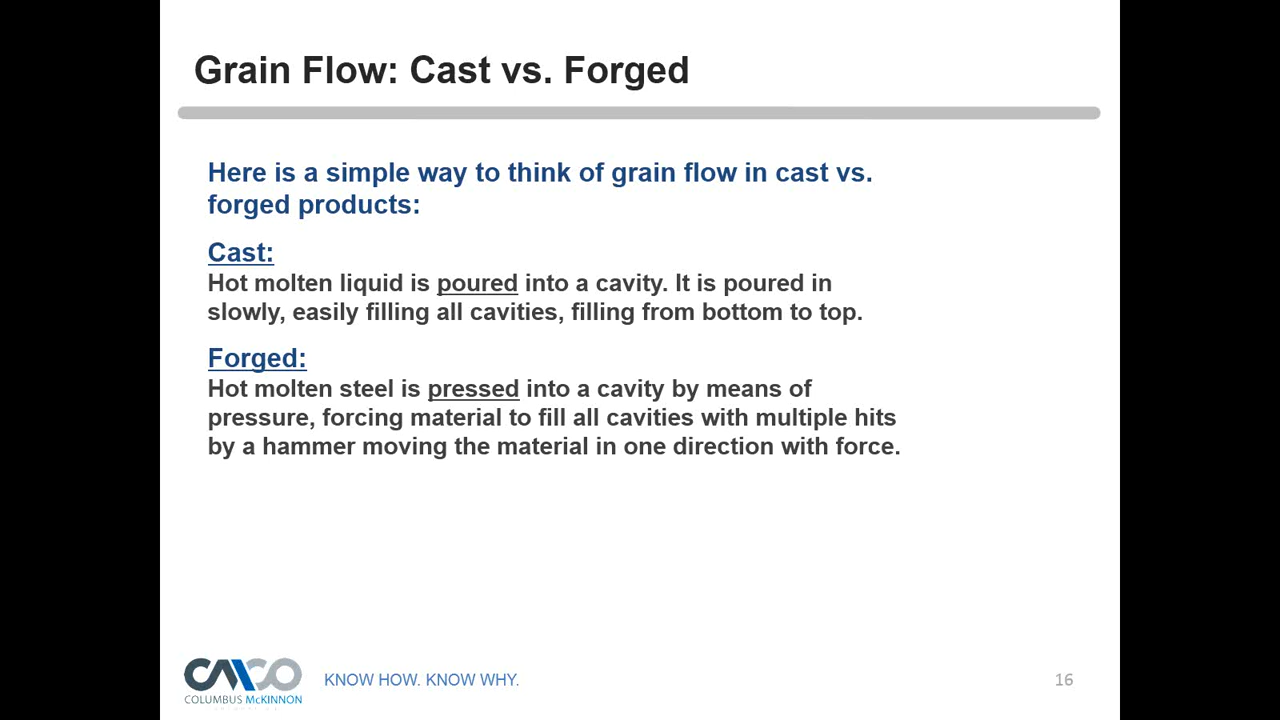 Grain Flow: Cast vs. Forged
Here is a simple way to think of grain flow in cast vs.
forged products:
Cast:
Hot molten liquid is poured into a cavity. It is poured in
slowly, easily filling all cavities, filling from bottom to top.
Forged:
Hot molten steel is pressed into a cavity by means of
pressure, forcing material to fill all cavities with multiple hits
by a hammer moving the material in one direction with force.
CMCO
COLUMBUS McKINNON
KNOW HOW. KNOW WHY.
16